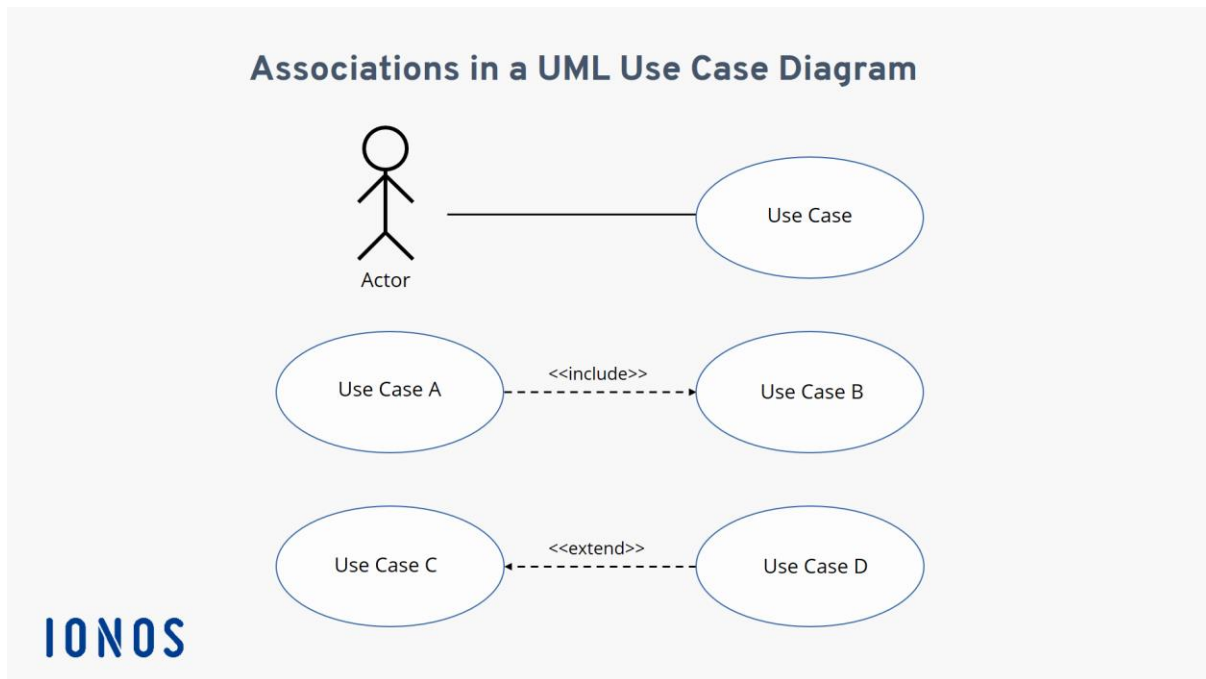 Associations in a UML Use Case Diagram
Use Case
Actor
Use Case A
<<include>>
Use Case B
Use Case C
<<extend>>
Use Case D
IONOS